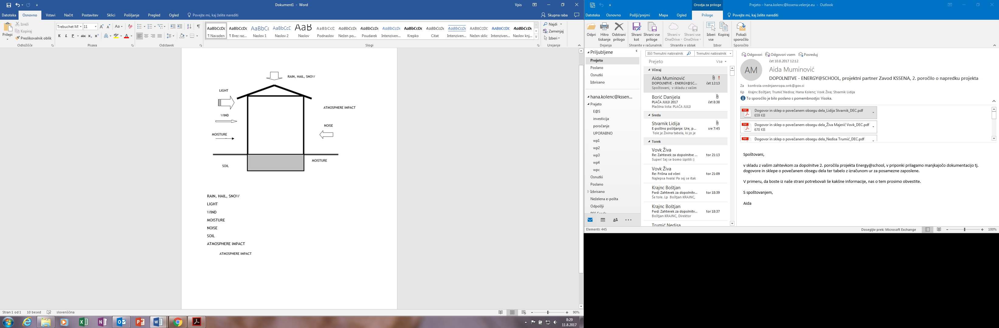 Dokument1 - Word
Vpis
Datoteka Osnovno Vstavi Načrt Postavitev Sklici Pošiljanje Pregled Ogled Povejte mi, kaj želite narediti
Skupna raba
Prilepi
Izreži
Kopiraj
Preslikovalnik oblik
Odložišče
Trebuchet M 11
Aa
K L P abc x₂ x² A A
Pisava
Odstavek
AaBbCcDc AaBbCcDc AaBbCc AaBbCcD AaB AaBbCcD AaBbCcDc AaBbCcDc AaBbCcDc AaBbCcDc AaBbCcDc AaBbCcDc AABBCCDD AABBCCDD AaBbCcDc
¶ Navaden ¶ Brez raz... Naslov 1 Naslov 2 Naslov Podnaslov Nežen po... Poudarek Intenziven... Krepko Citat Intenziven... Nežen sklic Intenziven... Naslov knj...
Slogi
Najdi
Zamenjaj
Izberi
Urejanje
RAIN, HAIL, SNOW
LIGHT
ATMOSPHERE IMPACT
WIND
NOISE
MOISTURE
MOISTURE
SOIL
RAIN, HAIL, SNOW
LIGHT
WIND
MOISTURE
NOISE
SOIL
ATMOSPHERE IMPACT
ATMOSPHERE IMPACT
Stran 1 od 1 10 besed slovenščina
90%
8:29
11.8.2017
Orodja za priloge
Prejeto – hana.kolenc@kssena.velenje.eu - Outlook
Datoteka Osnovno Pošlji/prejmi Mapa Ogled Priloge Povejte mi, kaj želite narediti
Odpri
Hitro tiskanje
Odstrani prilogo
Dejanja
Shrani kot
Shrani vse priloge
Shranite v računalnik
Shrani v OneDrive
Shrani vse OneDrive
Shranite v oblak
Izberi vse
Kopiraj
Izbor
Pokaži sporočilo
Sporočilo
Priljubljene
Prejeto
Poslano
Osnutki
Izbrisano
hana.kolenc@kssen...
Prejeto
E@S
investicija
poročanje
UPORABNO
wp1
wp2
wp3
wp4
wpc
Osnutki
Poslano
Izbrisano
Neželena e-pošta
Odpošlji
RSS Feeds
Išči Trenutni nabiralnik
Trenutni nabiralnik
Prejeto
Vse
Včeraj
Aida Muminović
DOPOLNITVE - ENERGY@SC... čet 12:13
Spoštovani, v skladu z vašim
Borić Danijela
PLAČA JULIJ 2017 čet 8:38
Plačilna lista: PLAČA JULIJ
Sreda
Stvarnik Lidija
E-poštno pošiljanje: Ure, p... sre 7:45
Tole je Živina tabela, ki jo je
Torek
Vovk Živa
Re: Zahtevek za dopolnitve ... tor 21:13
Super! Sej se bomo izpilili :)
Vovk Živa
Re: Frišna od včeri tor 21:09
Najlepsa hvala! Pa sej se itak
Krajnc Boštjan
Fwd: Zahtevek za dopolnitv... tor 18:39
Še tole. Lp Boštjan KRAJNC,
Krajnc Boštjan
Fwd: Zahtevek za dopolnitv... tor 18:37
Boštjan KRAJNC, Direktor
Trumić Nedisa
Odgovori Odgovori vsem Posreduj
čet 10.8.2017 12:12
AM
Aida Muminović
DOPOLNITVE - ENERGY@SCHOOL, projektni partner Zavod KSSENA, 2. poročilo o napredku projekta
Za kontrola-srednjaevropa.svrk@gov.si
Kp Krajnc Boštjan; Trumić Nedisa; Hana Kolenc; Vovk Živa; Stvarnik Lidija
To sporočilo je bilo poslano s pomembnostjo: Visoka.
Dogovor in sklep o povečanem obsegu dela_Lidija Stvarnik_DEC.pdf
659 KB
Dogovor in sklep o povečanem obsegu dela_Živa Majerič Vovk_DEC.pdf
670 KB
Dogovor in sklep o povečanem obsegu dela_Nedisa Trumić_DEC.pdf
Spoštovani,
v skladu z vašim zahtevkom za dopolnitve 2. poročila projekta Energy@school, v priponki prilagamo manjkajočo dokumentacijo tj.
dogovore in sklepe o povečanem obsegu dela ter tabelo z izračunom ur za posamezne zaposlene.
V primeru, da boste iz naše strani potrebovali še kakšne informacije, nas o tem prosimo obvestite.
S spoštovanjem,
Aida
Elementi: 445
Dosegljiv prek: Microsoft Exchange
100%